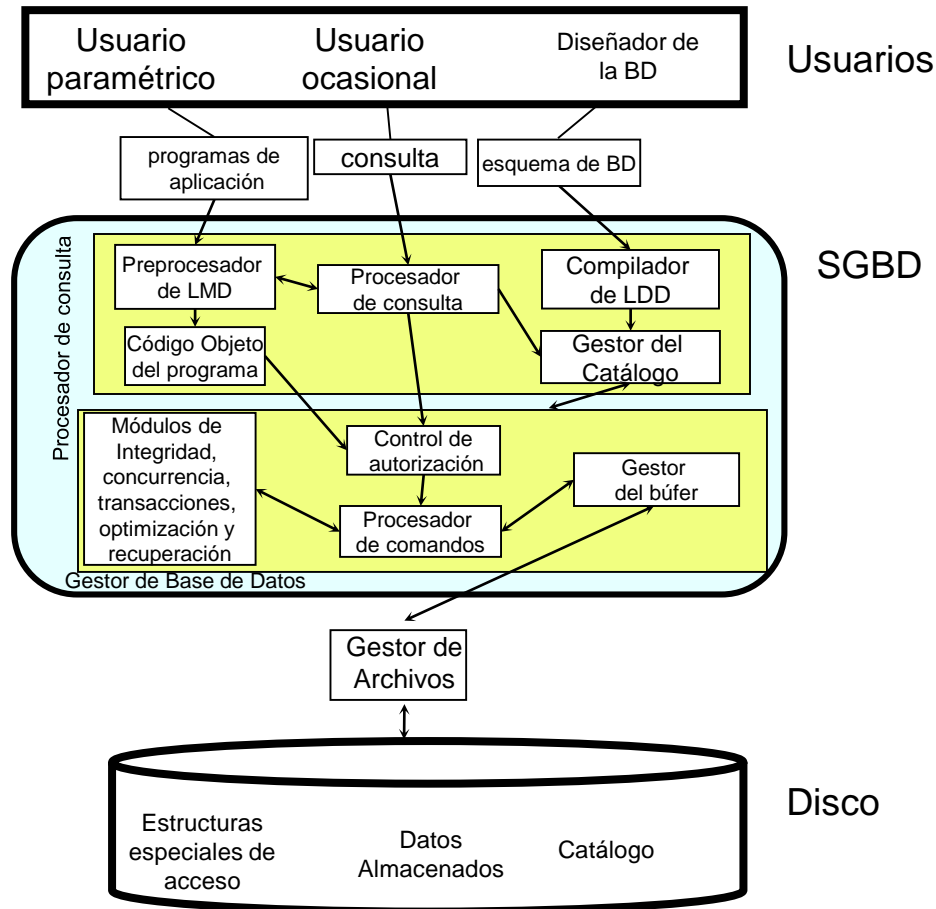 Usuario
paramétrico
Usuario
ocasional
Diseñador de
la BD
Usuarios
programas de
aplicación
consulta
esquema de BD
SGBD
Procesador de consulta
Preprocesador
de LMD
Procesador
de consulta
Compilador
de LDD
Código Objeto
del programa
Gestor del
Catálogo
Módulos de
Integridad,
concurrencia,
transacciones,
optimización y
recuperación
Control de
autorización
Gestor
del búfer
Procesador
de comandos
Gestor de Base de Datos
Gestor de
Archivos
Disco
Estructuras
especiales de
acceso
Datos
Almacenados
Catálogo